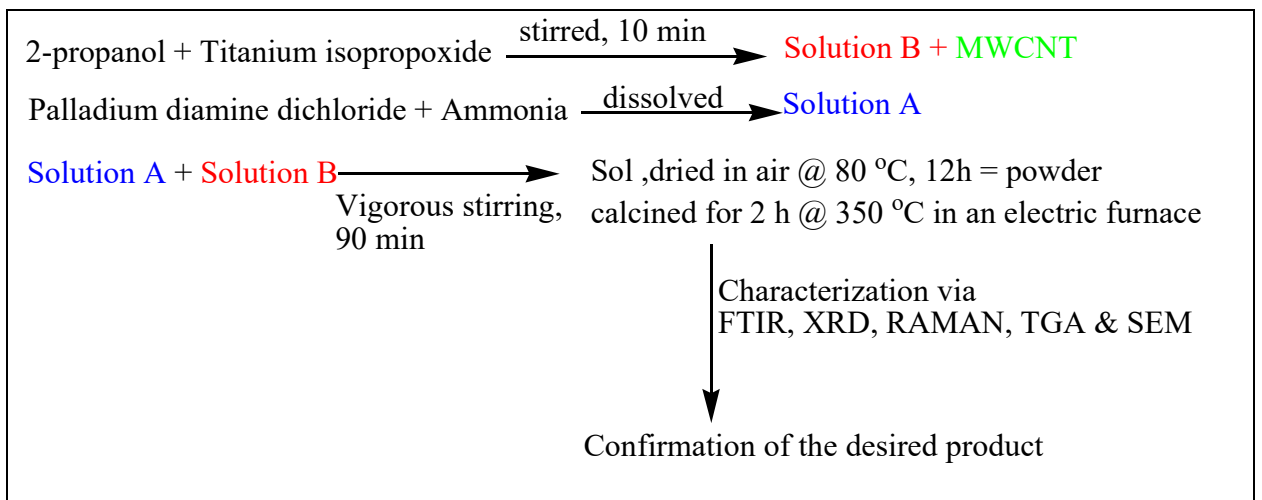 2-propanol + Titanium isopropoxide stirred, 10 min Solution B + MWCNT
Palladium diamine dichloride + Ammonia dissolved Solution A
Solution A + Solution B Sol ,dried in air @ 80 °C, 12h = powder
Vigorous stirring, calcined for 2 h @ 350 °C in an electric furnace
90 min
Characterization via
FTIR, XRD, RAMAN, TGA & SEM
Confirmation of the desired product